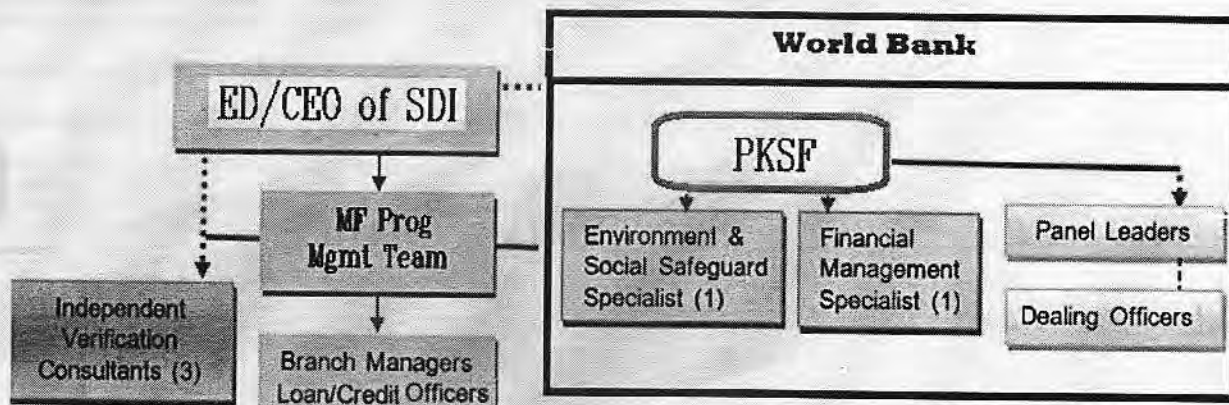 World Bank
ED/CEO of SDI
PKSF
MF Prog
Mgmt Team
Environment &
Social Safeguard
Specialist (1)
Financial
Management
Specialist (1)
Panel Leaders
Dealing Officers
Independent
Verification
Consultants (3)
Branch Managers
Loan/Credit Officers